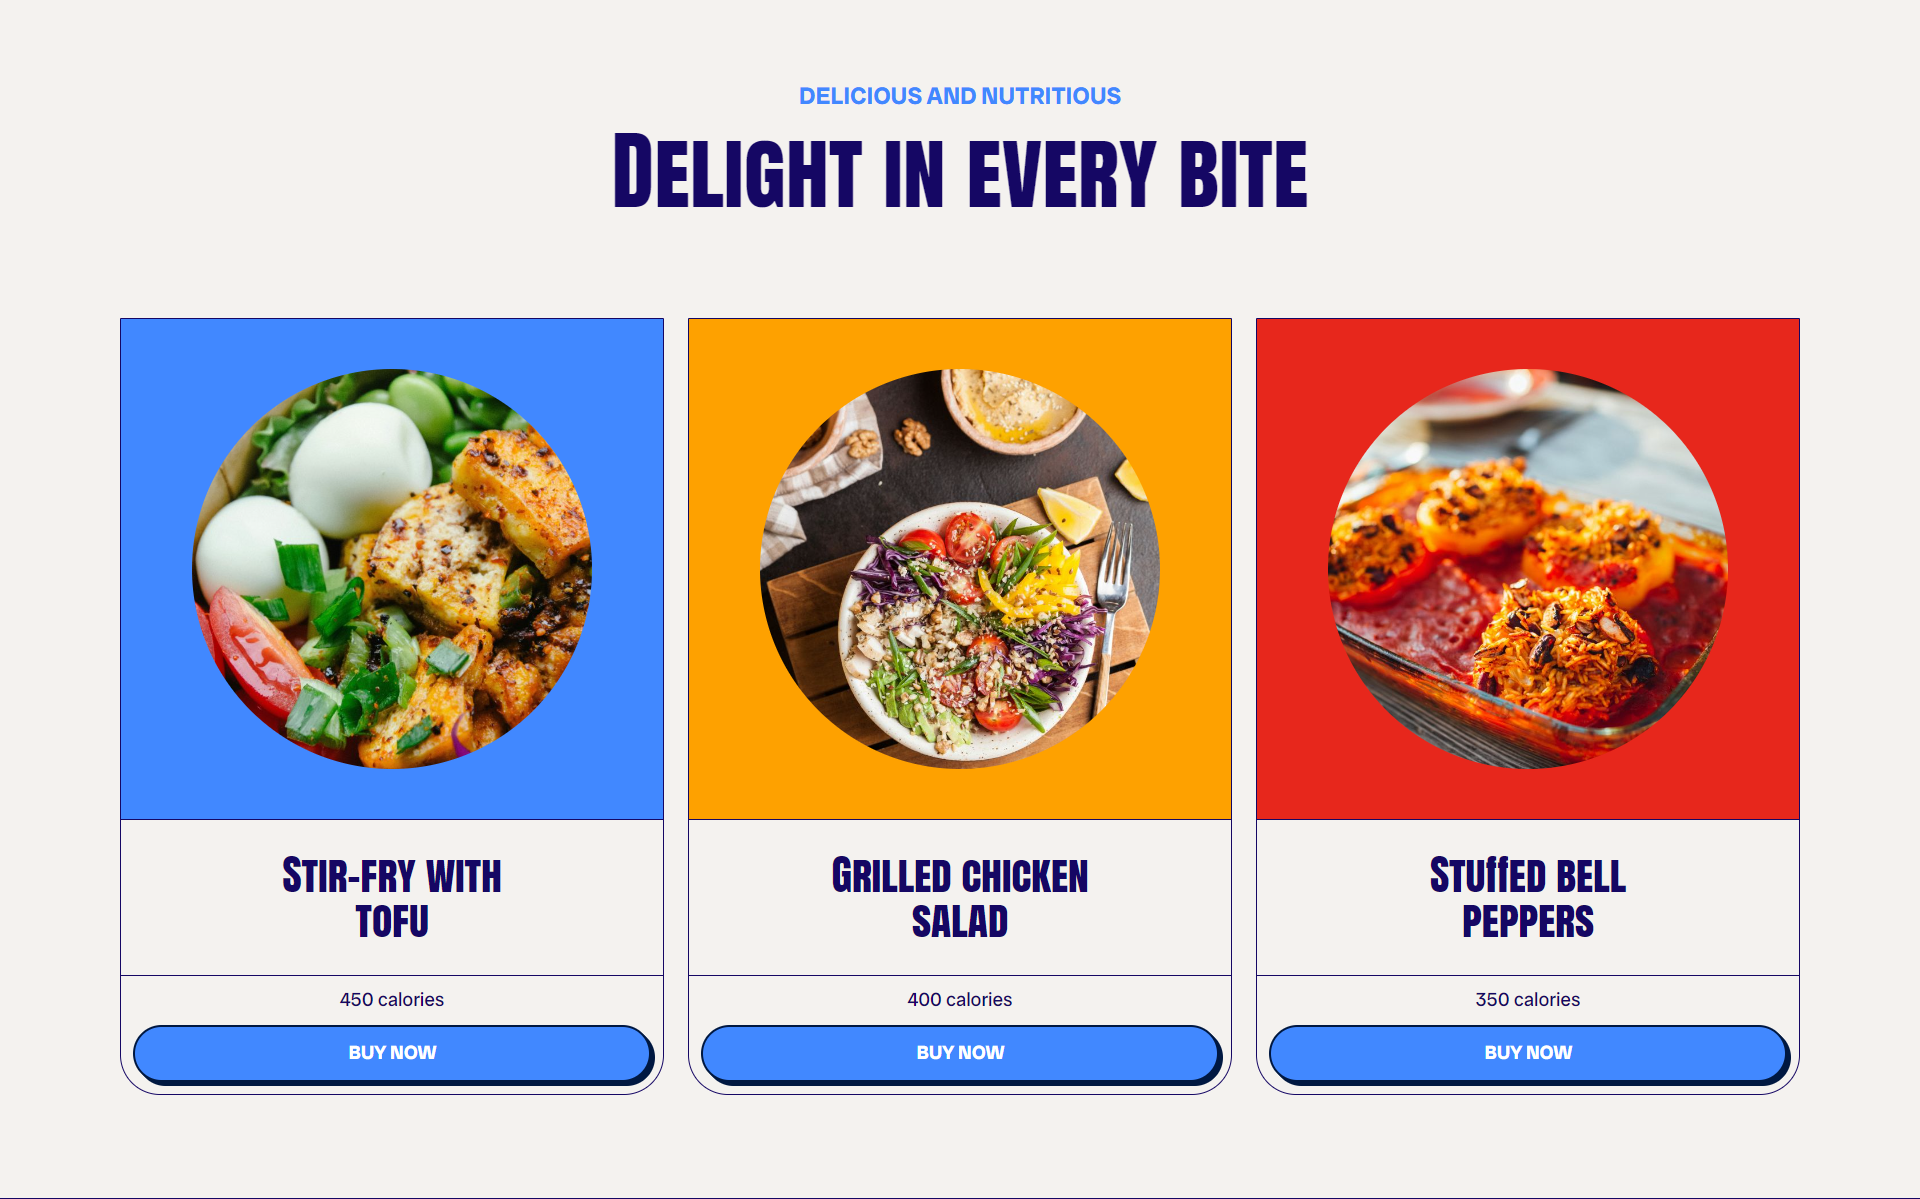 DELICIOUS AND NUTRITIOUS
DELIGHT IN EVERY BITE
STIR-FRY WITH
TOFU
GRILLED CHICKEN
SALAD
STUffED BELL
PEPPERS
450 calories
400 calories
350 calories
BUY NOW
BUY NOW
BUY NOW